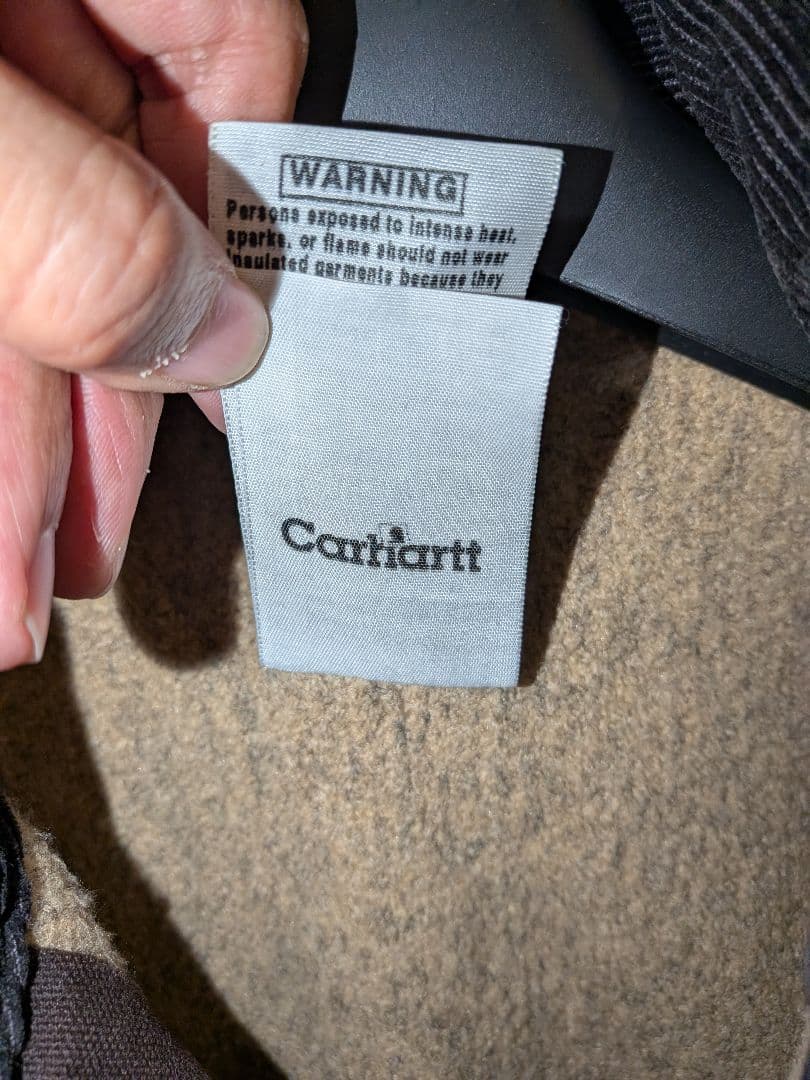 WARNING
Persons exposed to intense heat,
sparks, or flame should not wear
insulated garments because they
Carhartt